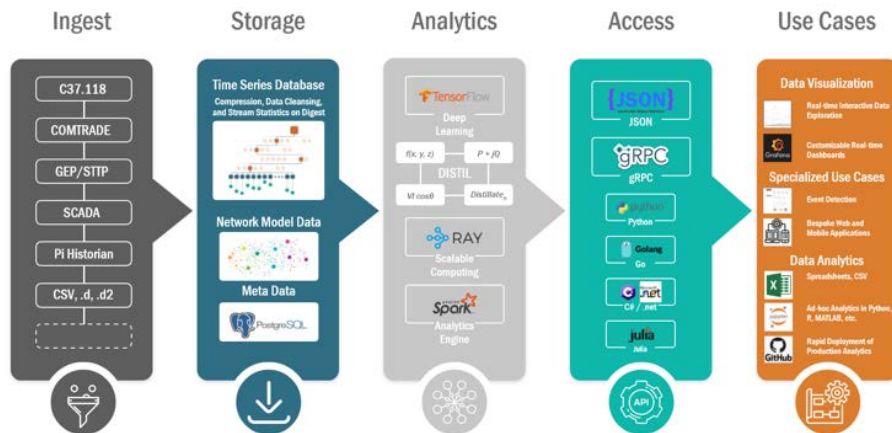 Ingest
C37.118
COMTRADE
GEP/STTP
SCADA
Pi Historian
CSV, .d, .d2
Storage
Time Series Database
Compression, Data Cleansing,
and Stream Statistics on Digest
Network Model Data
Meta Data
PostgreSQL
Analytics
TensorFlow
Deep
Learning
f(x, y, z)
P + jQ
DISTIL
VI cosθ
Distillate
RAY
Scalable
Computing
Spark
Analytics
Engine
Access
{JSON}
JSON
gRPC
gRPC
python
Python
Golang
Go
.net
C# / .net
julia
Julia
API
Use Cases
Data Visualization
Real-time Interactive Data
Exploration
Grafana
Customizable Real-time
Dashboards
Specialized Use Cases
Event Detection
Bespoke Web and
Mobile Applications
Data Analytics
Spreadsheets, CSV
Ad-hoc Analytics in Python,
R, MATLAB, etc.
GitHub
Rapid Deployment of
Production Analytics